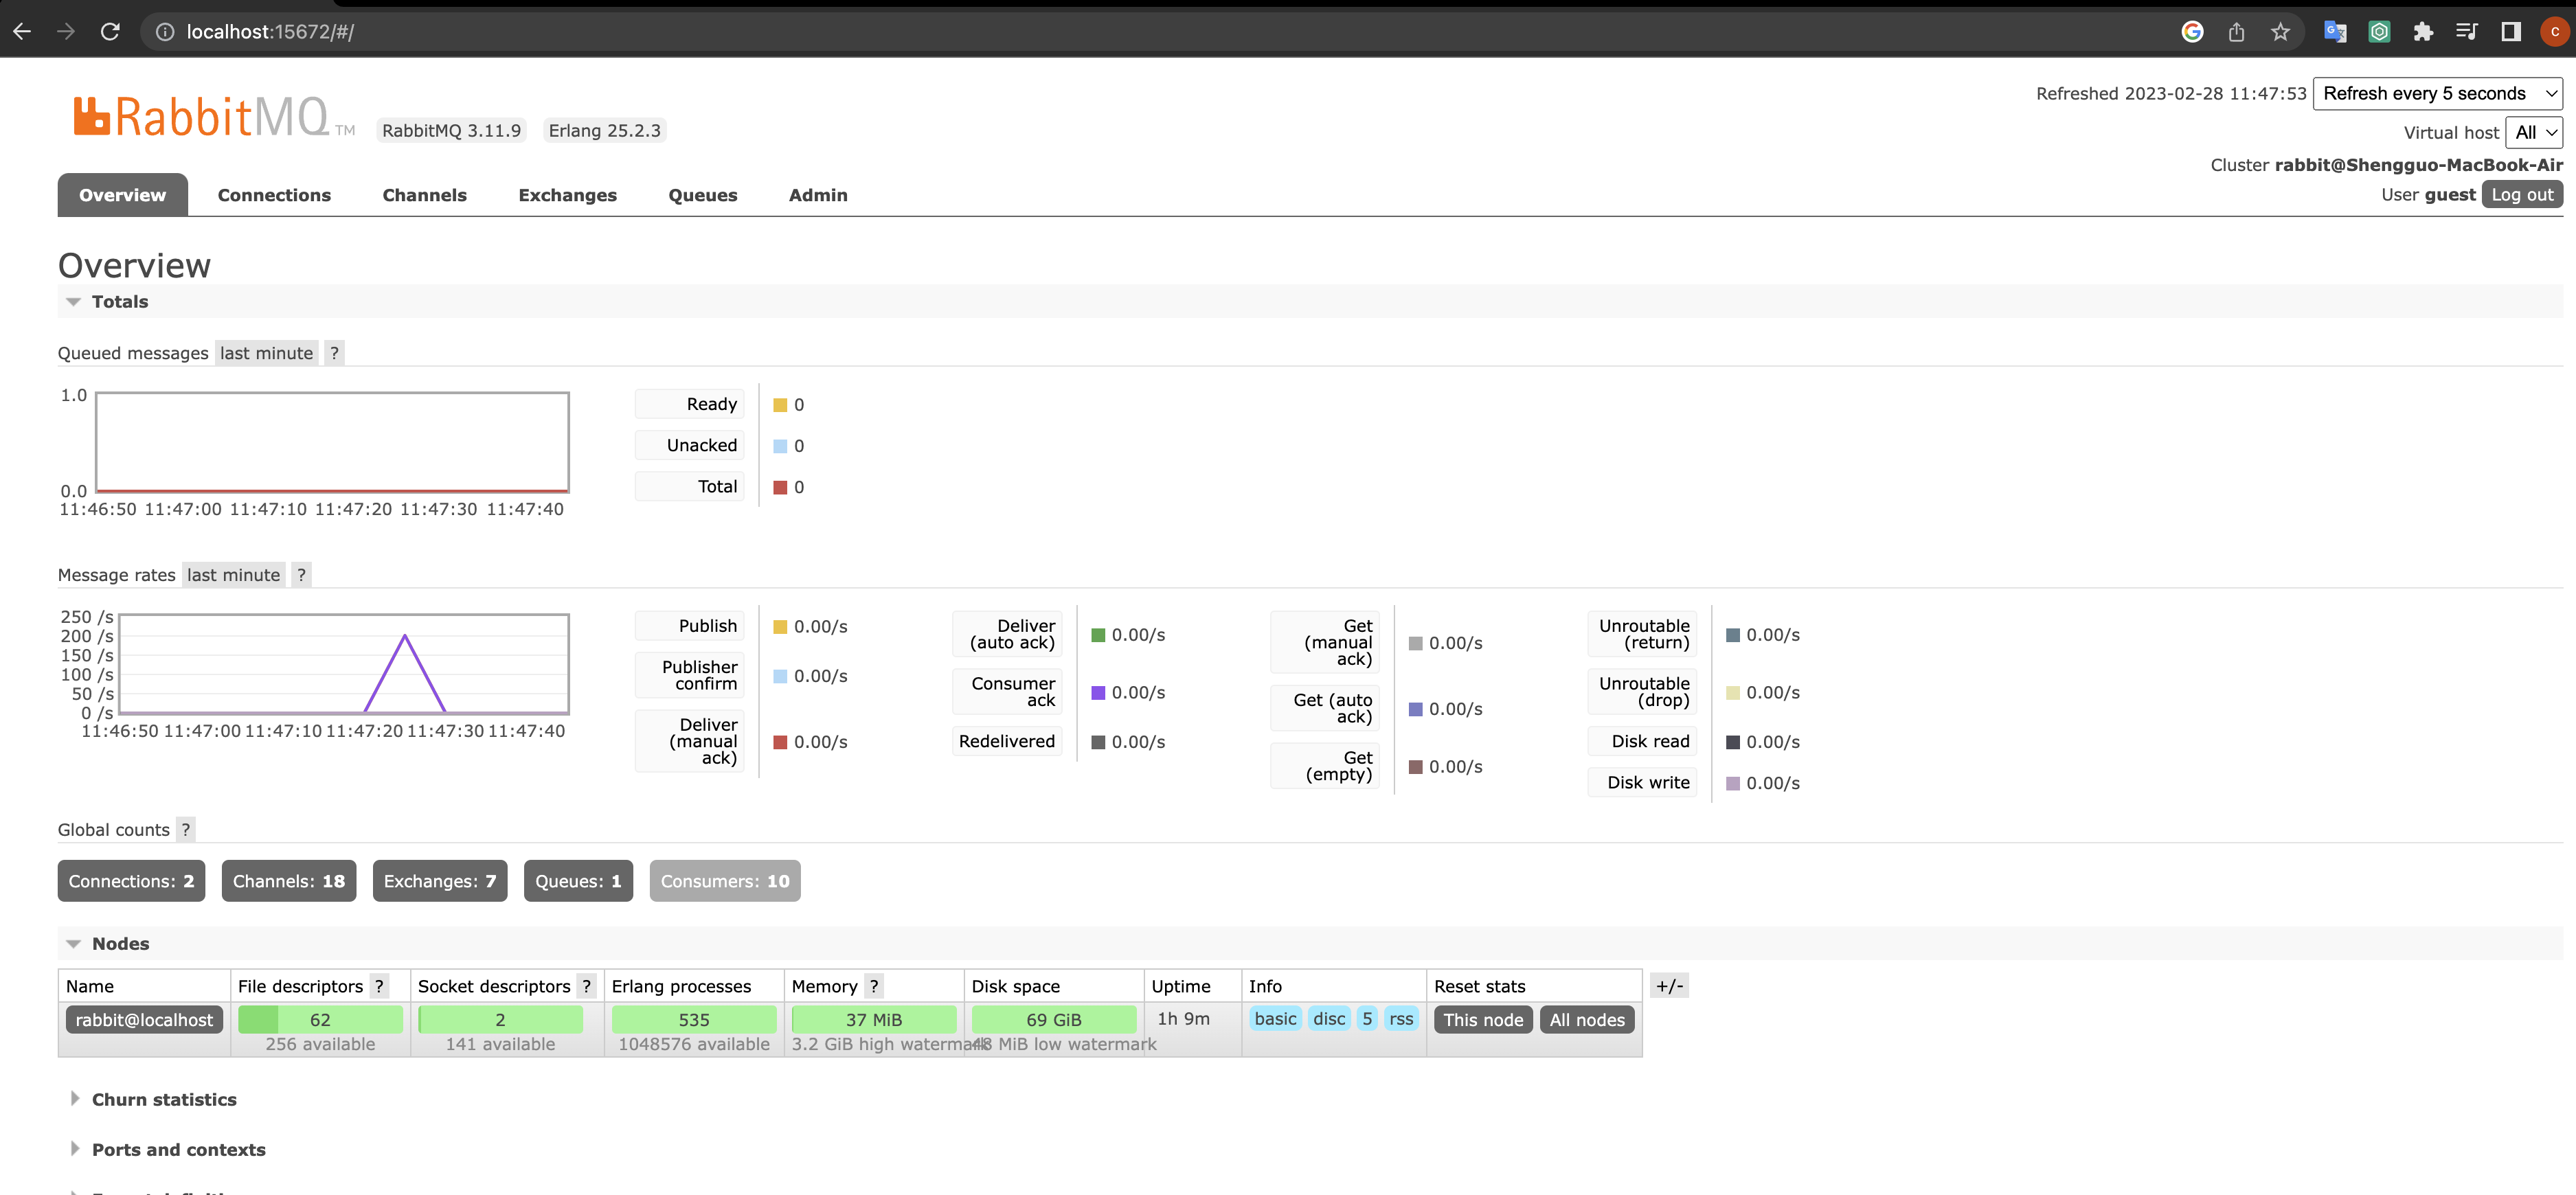 localhost:15672/#/
C
RabbitMQ TM RabbitMQ 3.11.9 Erlang 25.2.3
Refreshed 2023-02-28 11:47:53 Refresh every 5 seconds
Virtual host All
Cluster rabbit@Shengguo-MacBook-Air
User guest Log out
Overview Connections Channels Exchanges Queues Admin
Overview
Totals
Queued messages last minute ?
1.0
0.0
11:46:50 11:47:00 11:47:10 11:47:20 11:47:30 11:47:40
Ready 0
Unacked 0
Total 0
Message rates last minute ?
250 /s
200 /s
150 /s
100 /s
50 /s
0 /s
11:46:50 11:47:00 11:47:10 11:47:20 11:47:30 11:47:40
Publish 0.00/s
Publisher
confirm 0.00/s
Deliver
(manual
ack) 0.00/s
Deliver
(auto ack) 0.00/s
Consumer
ack 0.00/s
Redelivered 0.00/s
Get
(manual
ack) 0.00/s
Get (auto
ack) 0.00/s
Get
(empty) 0.00/s
Unroutable
(return) 0.00/s
Unroutable
(drop) 0.00/s
Disk read 0.00/s
Disk write 0.00/s
Global counts ?
Connections: 2 Channels: 18 Exchanges: 7 Queues: 1 Consumers: 10
Nodes
Name File descriptors ? Socket descriptors ? Erlang processes Memory ? Disk space Uptime Info Reset stats +/-
rabbit@localhost 62 2 535 37 MiB 69 GiB 1h 9m basic disc 5 rss This node All nodes
256 available 141 available 1048576 available 3.2 GiB high watermark 48 MiB low watermark
Churn statistics
Ports and contexts